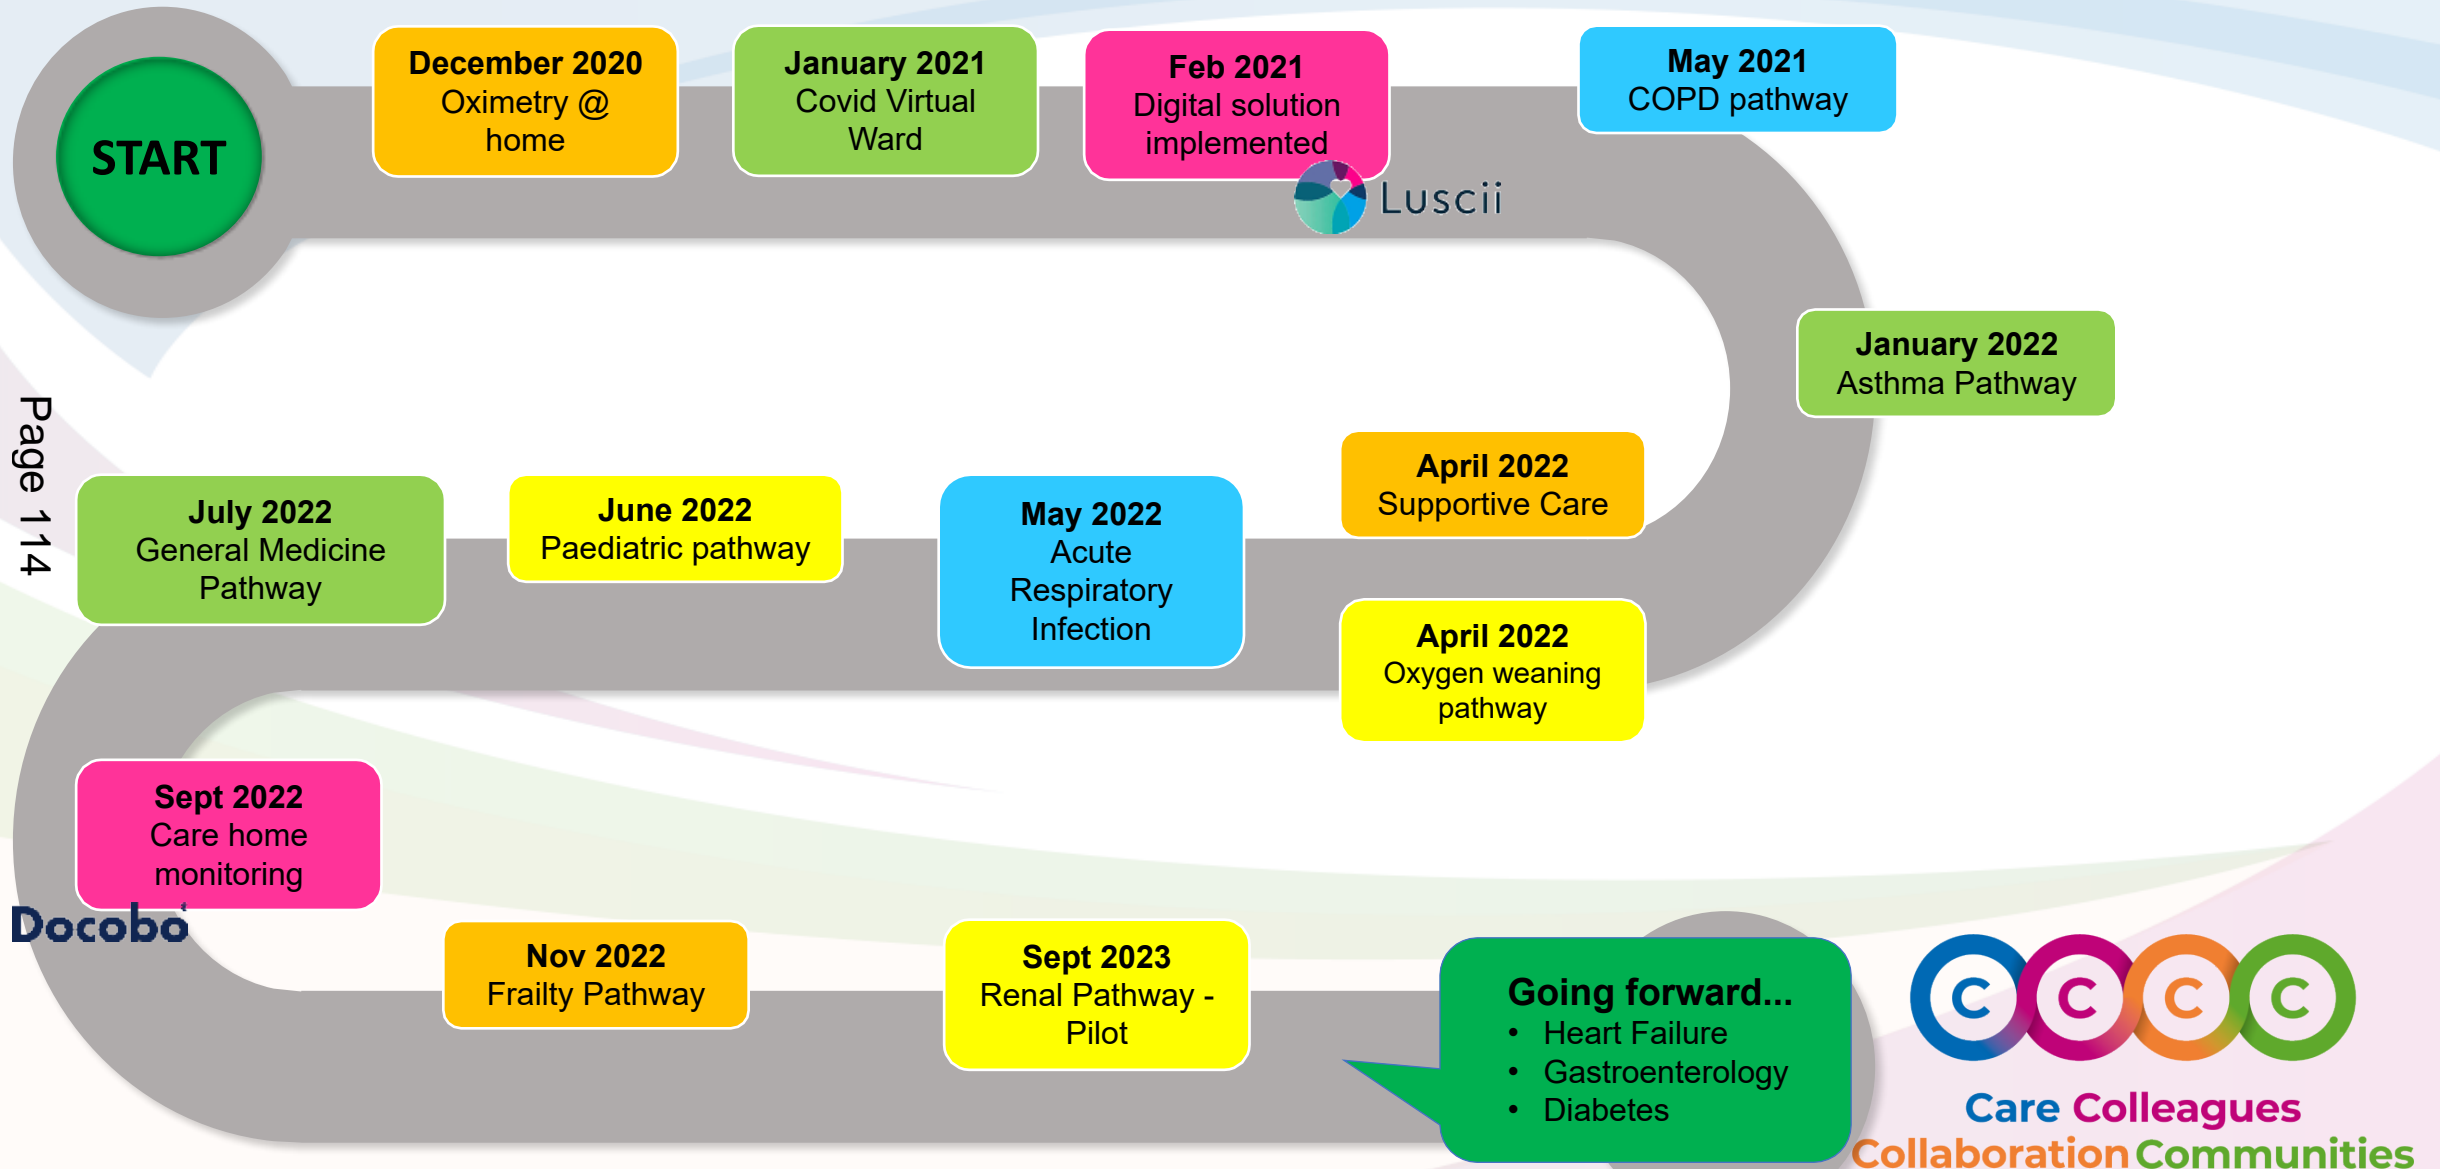 START
December 2020
Oximetry @
home
January 2021
Covid Virtual
Ward
Feb 2021
Digital solution
implemented
Luscii
May 2021
COPD pathway
January 2022
Asthma Pathway
April 2022
Supportive Care
April 2022
Oxygen weaning
pathway
May 2022
Acute
Respiratory
Infection
June 2022
Paediatric pathway
July 2022
General Medicine
Pathway
Page 114
Sept 2022
Care home
monitoring
Docobo
Nov 2022
Frailty Pathway
Sept 2023
Renal Pathway -
Pilot
Going forward...
• Heart Failure
• Gastroenterology
• Diabetes
C C C C
Care Colleagues
Collaboration Communities